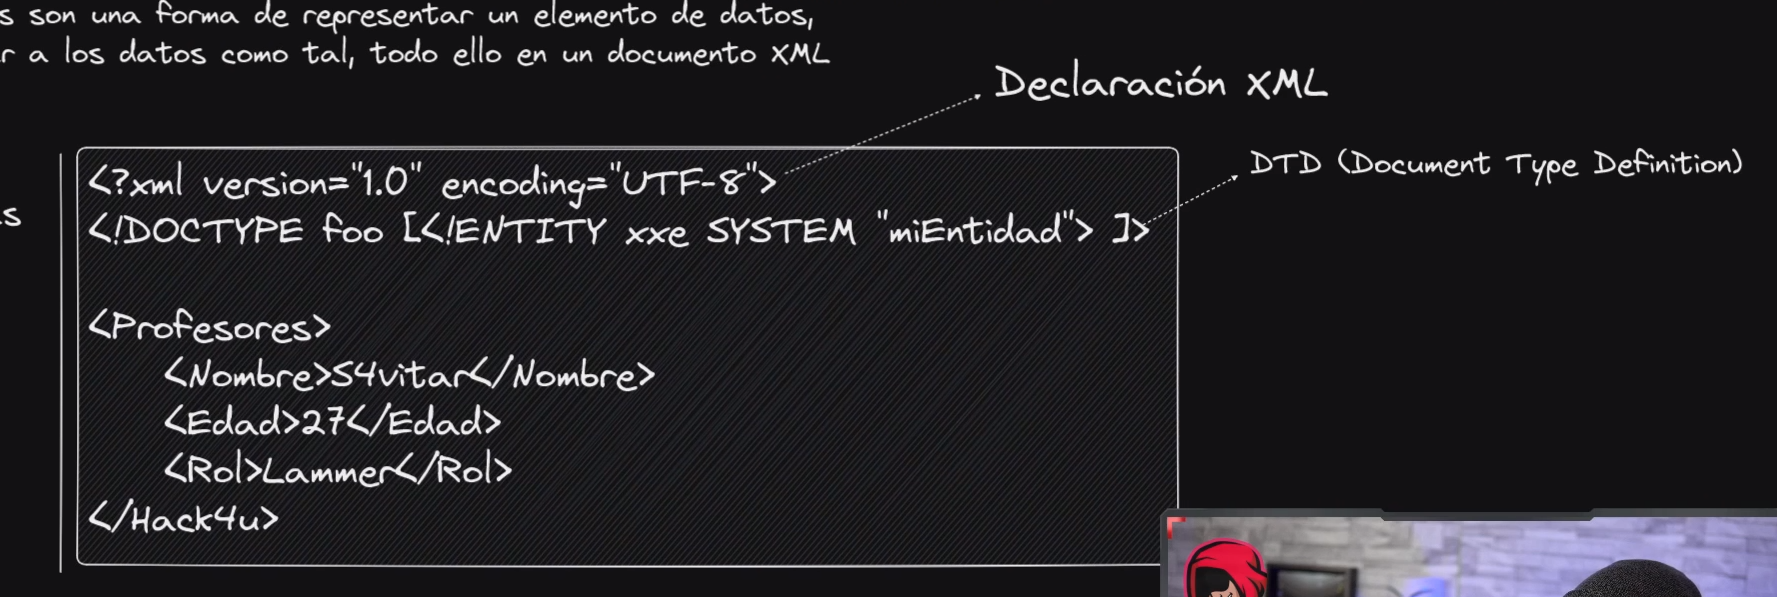 s son una forma de representar un elemento de datos,
r a los datos como tal, todo ello en un documento XML
Declaración XML
DTD (Document Type Definition)
s
<?xml version="1.0" encoding="UTF-8">
<!DOCTYPE foo [<!ENTITY xxe SYSTEM "miEntidad"> ]>
<Profesores>
<Nombre>S4vitar</Nombre>
<Edad>27</Edad>
<Rol>Lammer</Rol>
</Hack4u>